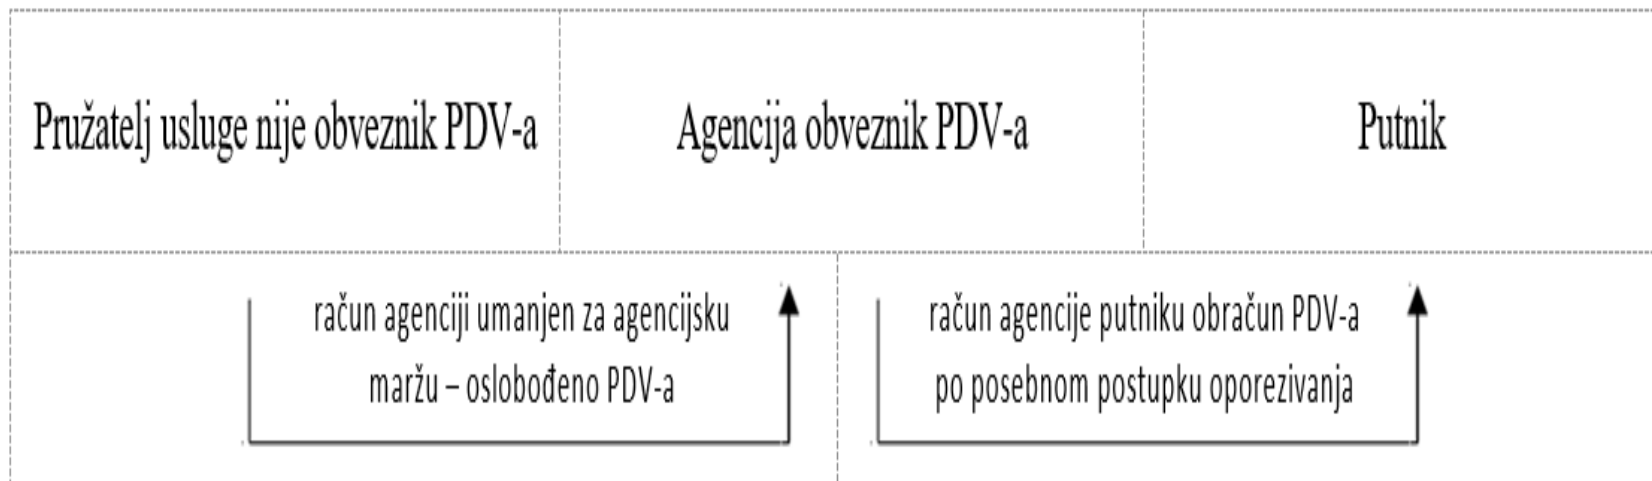 Pružatelj usluge nije obveznik PDV-a
Agencija obveznik PDV-a
Putnik
račun agenciji umanjen za agencijsku
maržu – oslobođeno PDV-a
račun agencije putniku obračun PDV-a
po posebnom postupku oporezivanja